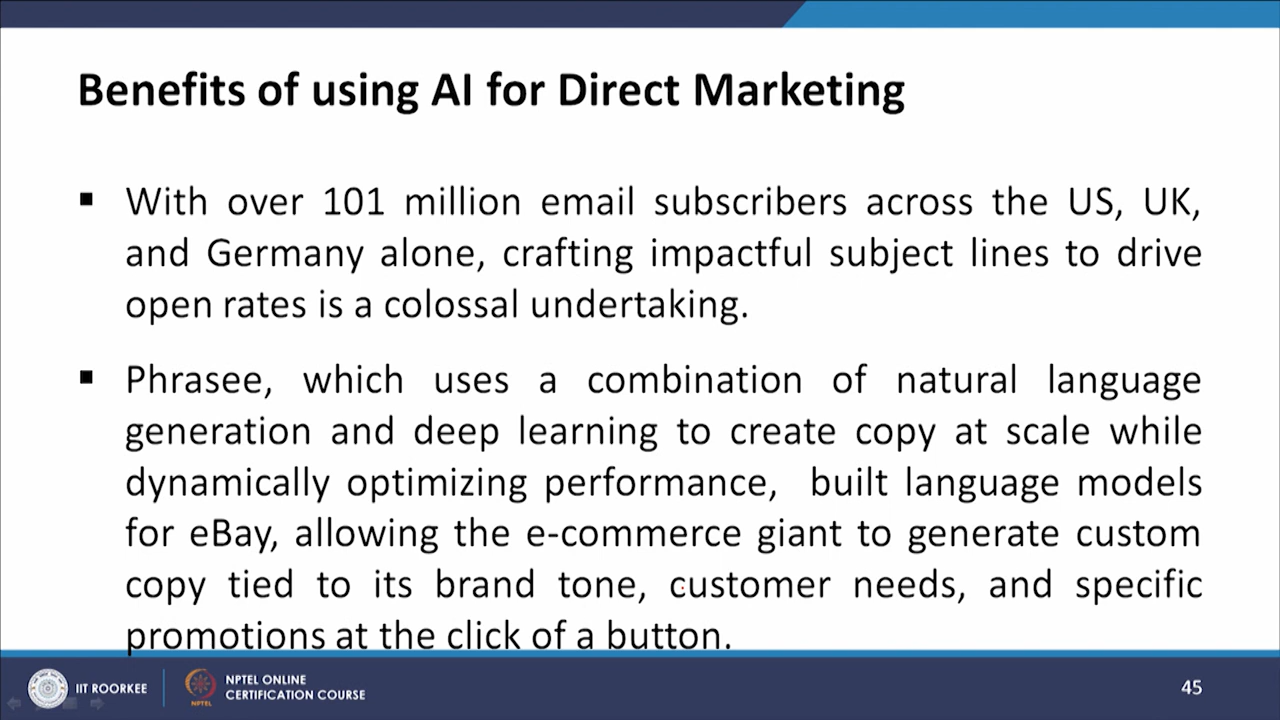 Benefits of using AI for Direct Marketing
▪ With over 101 million email subscribers across the US, UK,
and Germany alone, crafting impactful subject lines to drive
open rates is a colossal undertaking.
▪ Phrasee, which uses a combination of natural language
generation and deep learning to create copy at scale while
dynamically optimizing performance, built language models
for eBay, allowing the e-commerce giant to generate custom
copy tied to its brand tone, customer needs, and specific
promotions at the click of a button.
IIT ROORKEE
NPTEL
NPTEL ONLINE
CERTIFICATION COURSE
45